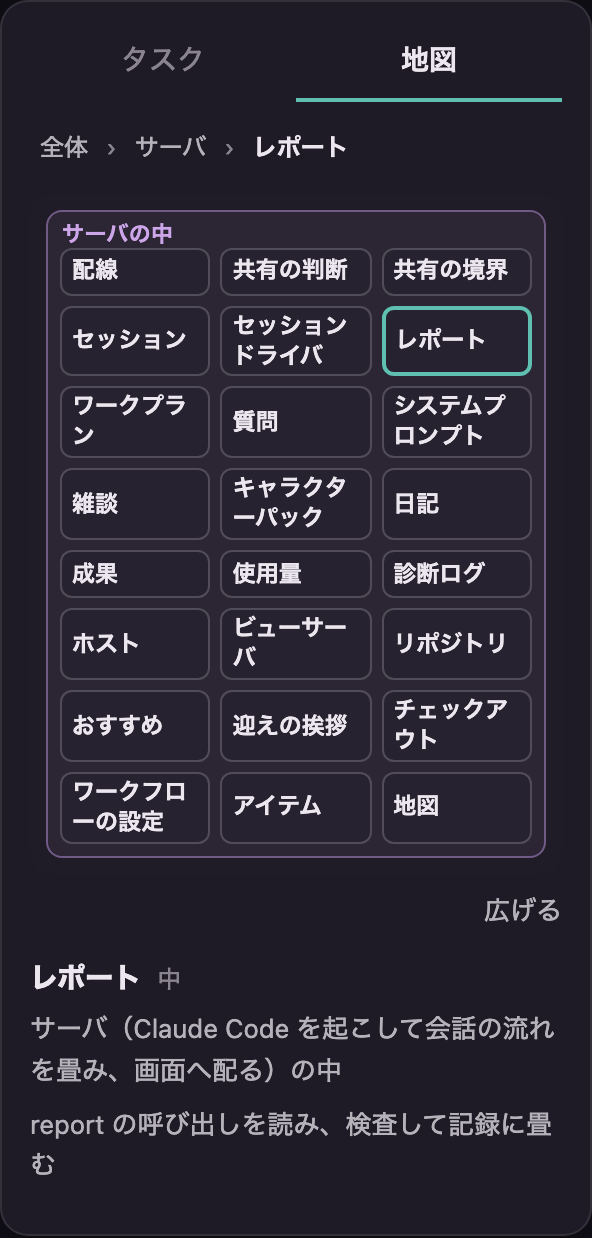 タスク 地図
全体 › サーバ › レポート
サーバの中
配線 共有の判断 共有の境界
セッション セッションドライバ レポート
ワークプラン 質問 システムプロンプト
雑談 キャラクターパック 日記
成果 使用量 診断ログ
ホスト ビューサーバ リポジトリ
おすすめ 迎えの挨拶 チェックアウト
ワークフローの設定 アイテム 地図
広げる
レポート 中
サーバ（Claude Code を起こして会話の流れ
を畳み、画面へ配る）の中
report の呼び出しを読み、検査して記録に畳
む